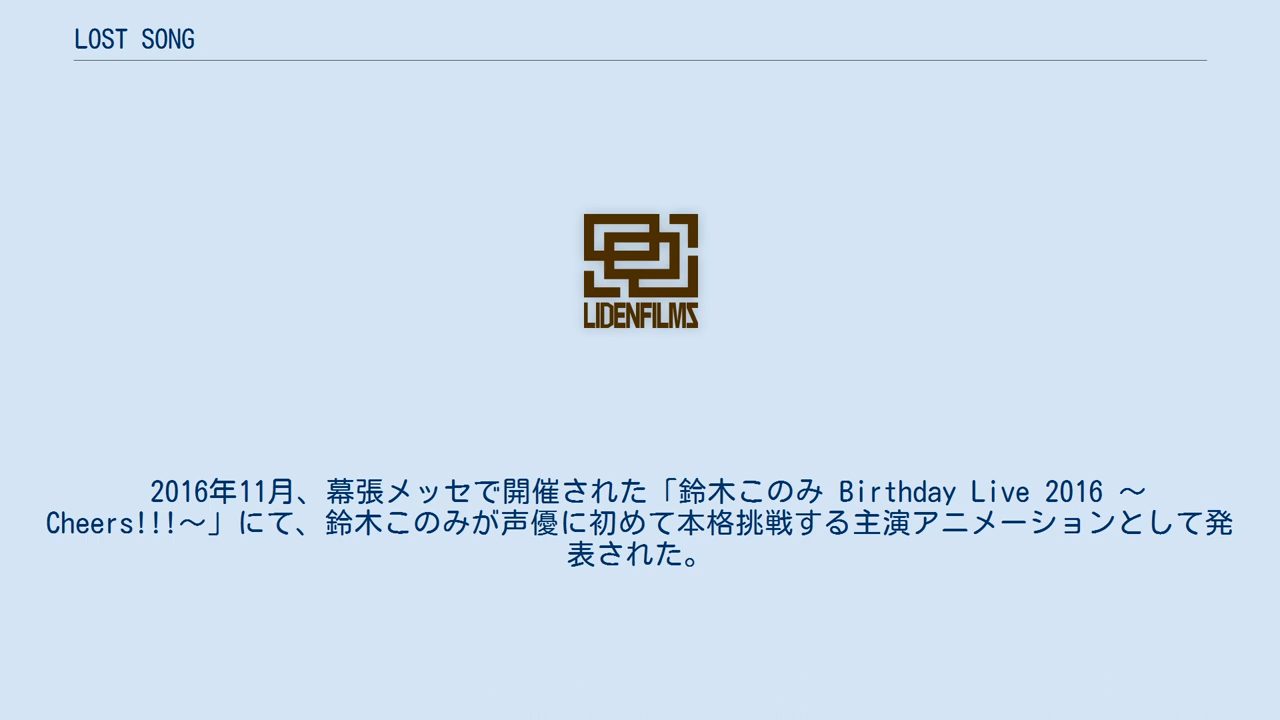 LOST SONG
LIDENFILMS
2016年11月、幕張メッセで開催された「鈴木このみ Birthday Live 2016 ～
Cheers!!!～」にて、鈴木このみが声優に初めて本格挑戦する主演アニメーションとして発
表された。